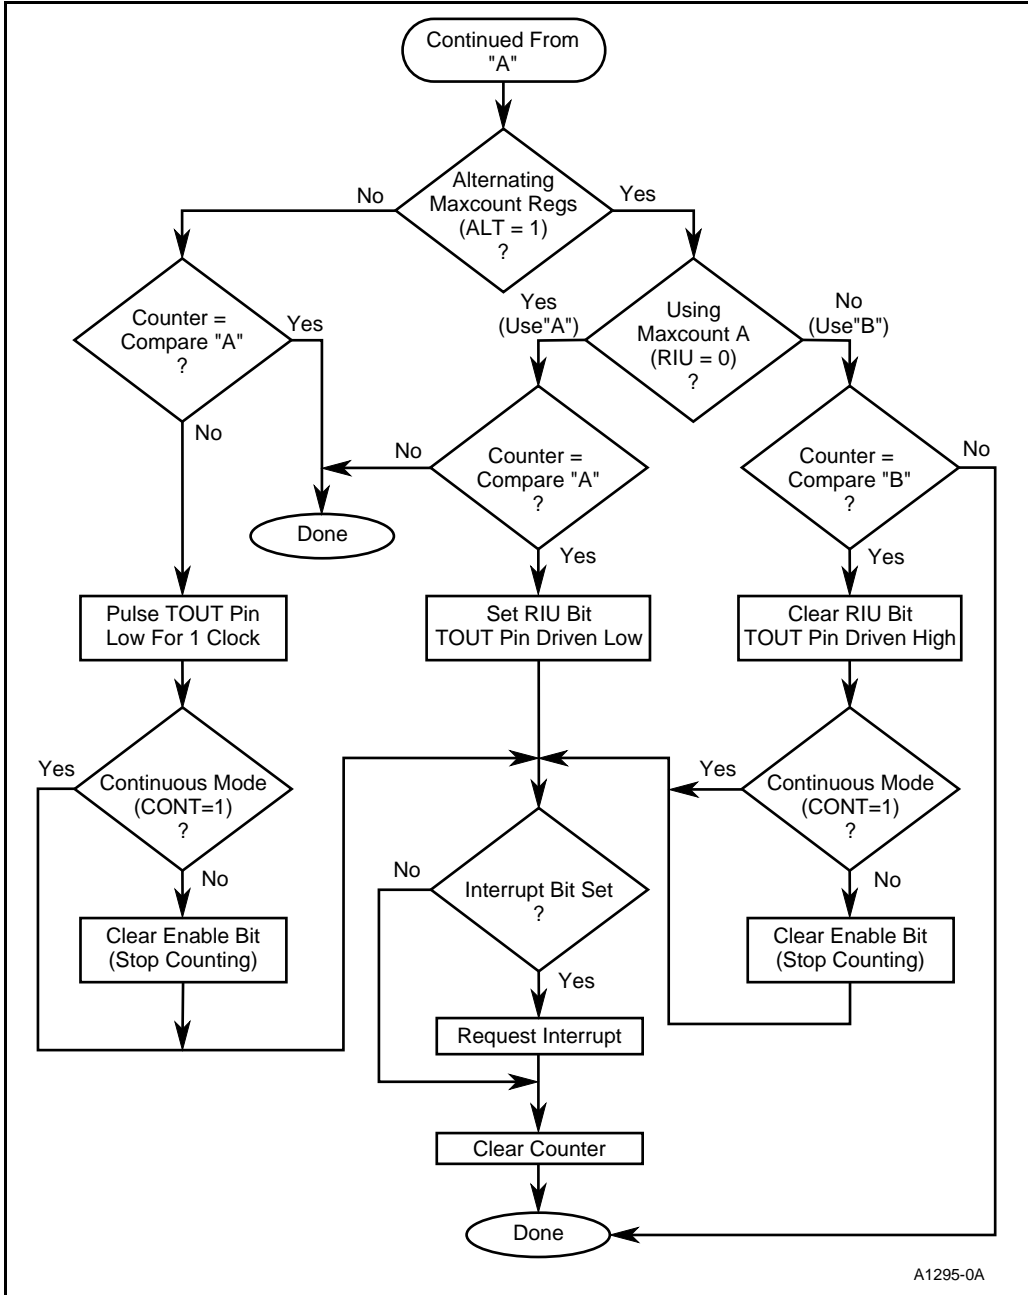 Continued From
"A"
Alternating
Maxcount Regs
(ALT = 1)
?
No
Yes
Counter =
Compare "A"
?
Yes
No
Using
Maxcount A
(RIU = 0)
?
Yes
(Use"A")
No
(Use"B")
Counter =
Compare "A"
?
No
Yes
Counter =
Compare "B"
?
No
Yes
Done
Pulse TOUT Pin
Low For 1 Clock
Set RIU Bit
TOUT Pin Driven Low
Clear RIU Bit
TOUT Pin Driven High
Continuous Mode
(CONT=1)
?
Yes
No
Continuous Mode
(CONT=1)
?
Yes
No
Interrupt Bit Set
?
No
Yes
Clear Enable Bit
(Stop Counting)
Clear Enable Bit
(Stop Counting)
Request Interrupt
Clear Counter
Done
A1295-0A